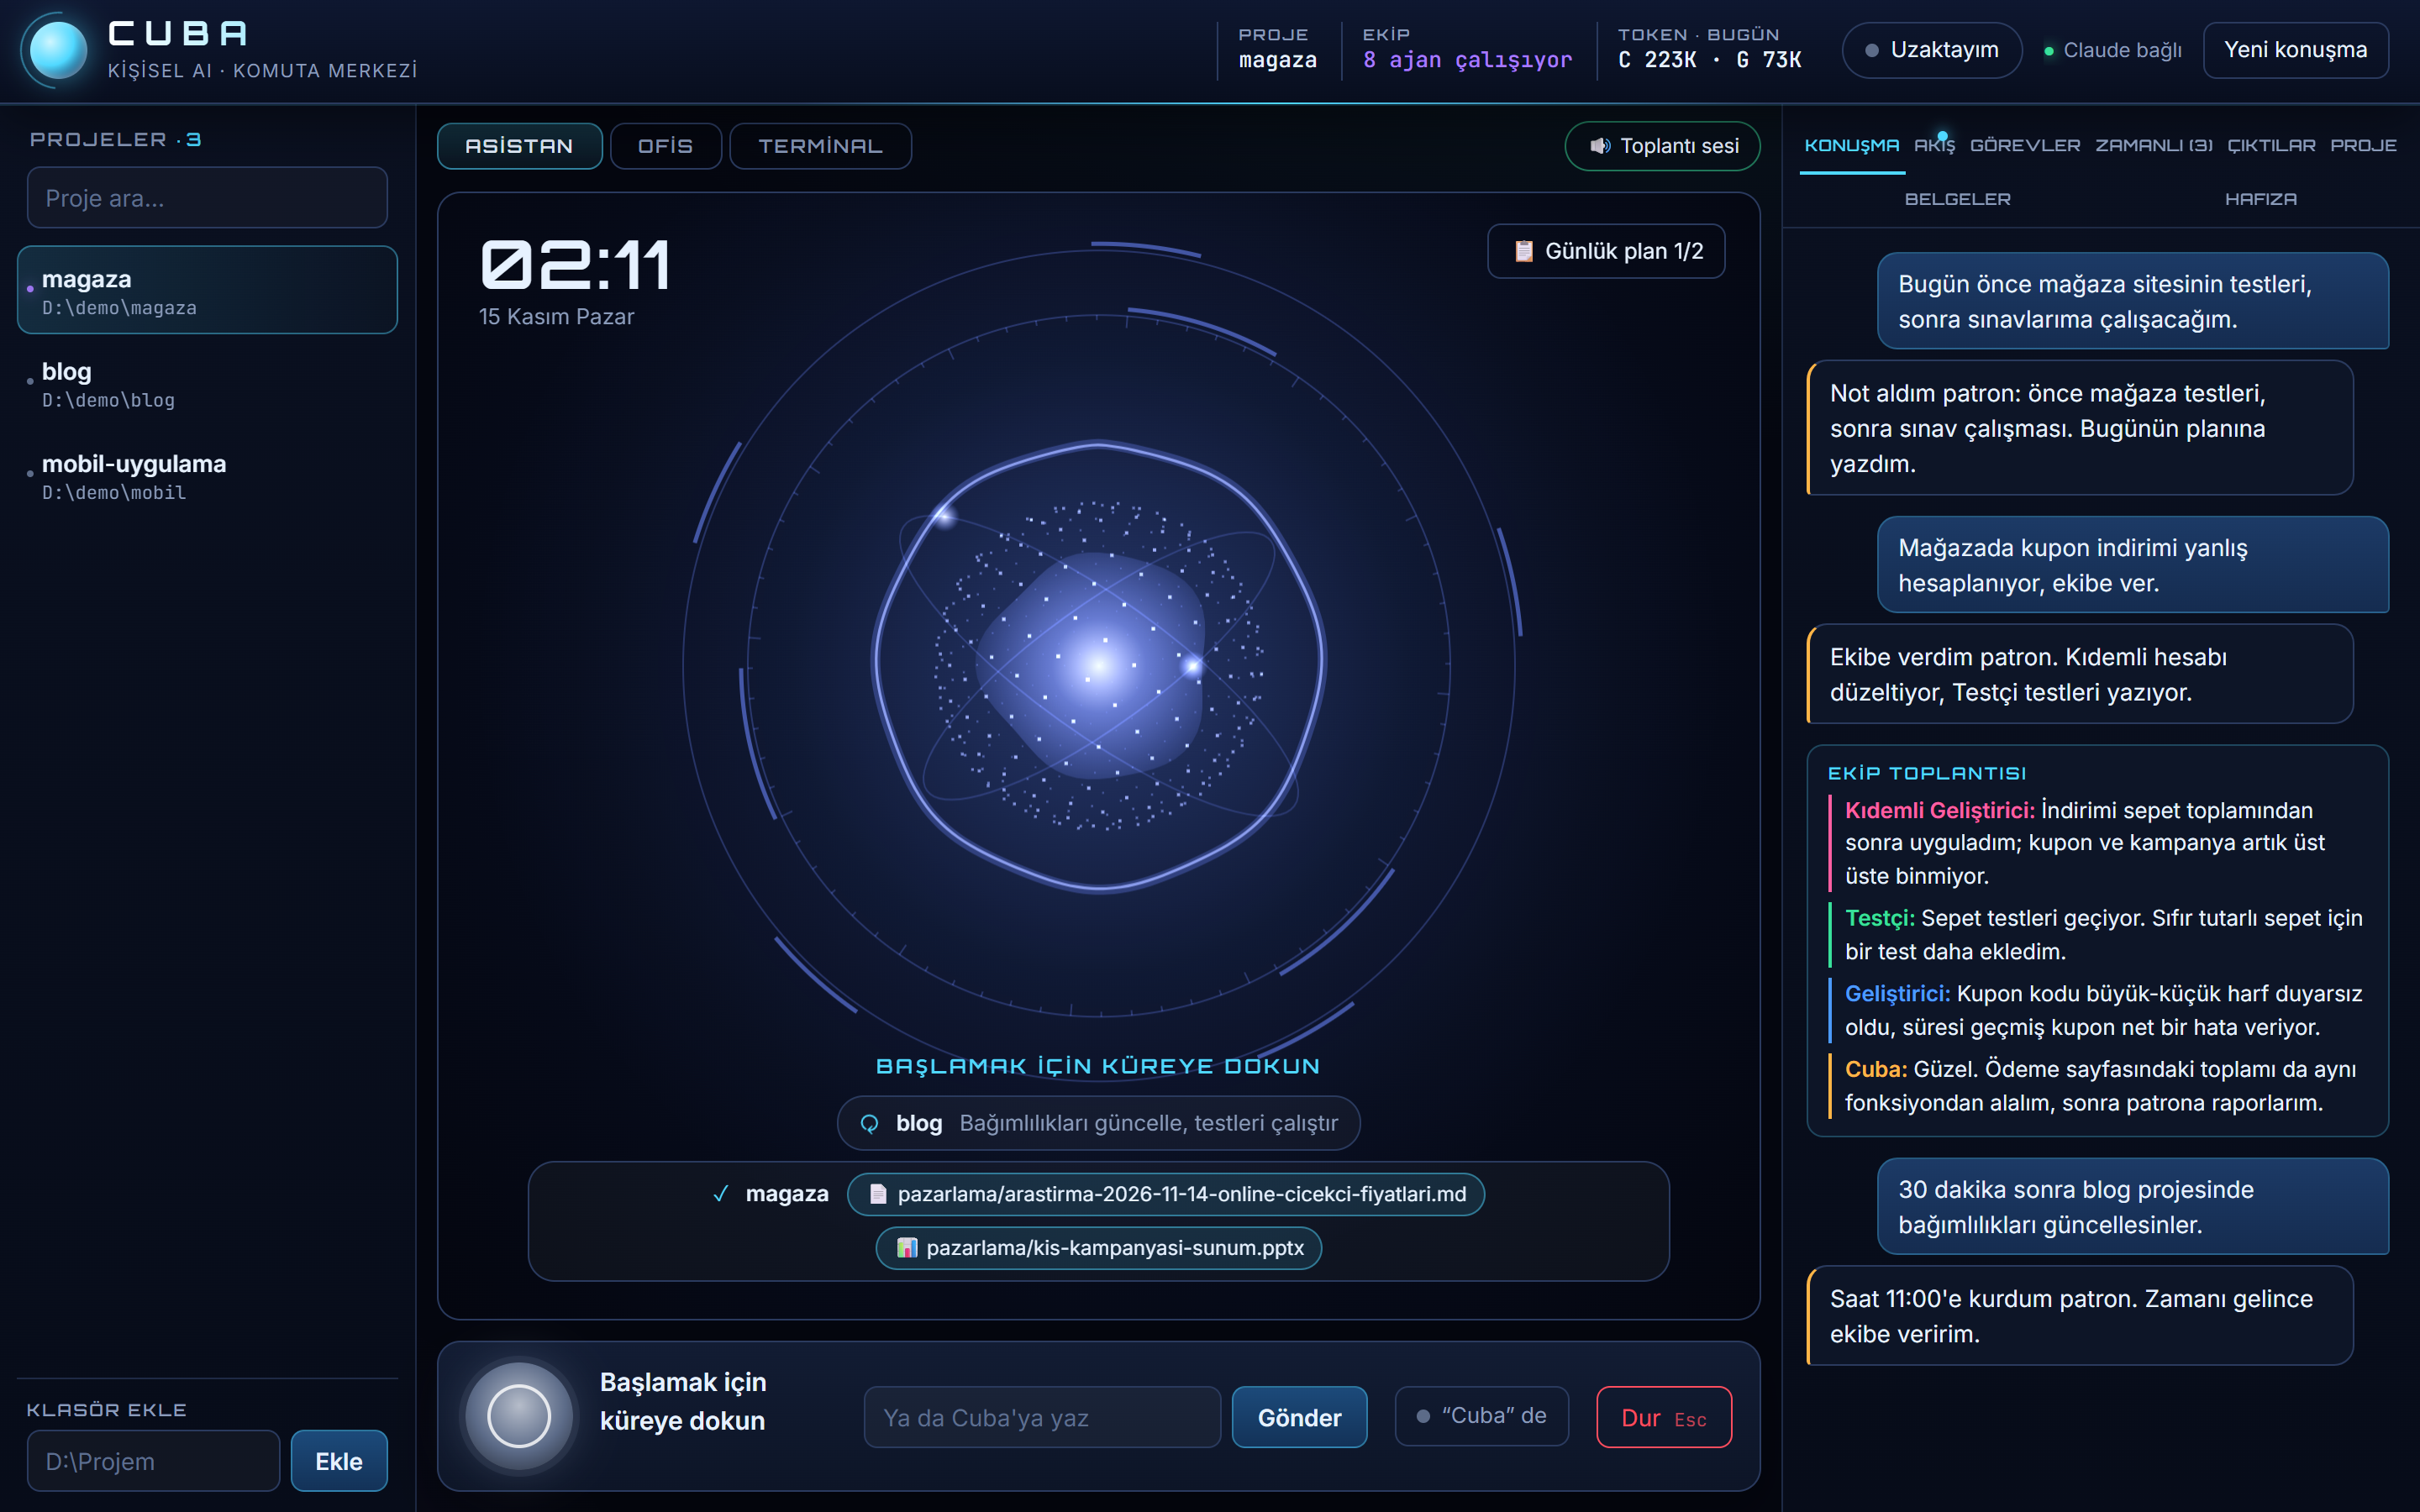 CUBA
KİŞİSEL AI · KOMUTA MERKEZİ
PROJE
magaza
EKİP
8 ajan çalışıyor
TOKEN · BUGÜN
C 223K · G 73K
Uzaktayım
Claude bağlı
Yeni konuşma
PROJELER · 3
Proje ara...
magaza
D:\demo\magaza
blog
D:\demo\blog
mobil-uygulama
D:\demo\mobil
KLASÖR EKLE
D:\Projem
Ekle
ASİSTAN
OFİS
TERMİNAL
Toplantı sesi
02:11
15 Kasım Pazar
Günlük plan 1/2
BAŞLAMAK İÇİN KÜREYE DOKUN
blog Bağımlılıkları güncelle, testleri çalıştır
✓ magaza pazarlama/arastirma-2026-11-14-online-cicekci-fiyatlari.md
pazarlama/kis-kampanyasi-sunum.pptx
Başlamak için
küreye dokun
Ya da Cuba'ya yaz
Gönder
“Cuba” de
Dur Esc
KONUŞMA AKIŞ GÖREVLER ZAMANLI (3) ÇIKTILAR PROJE
BELGELER HAFIZA
Bugün önce mağaza sitesinin testleri,
sonra sınavlarıma çalışacağım.
Not aldım patron: önce mağaza testleri,
sonra sınav çalışması. Bugünün planına
yazdım.
Mağazada kupon indirimi yanlış
hesaplanıyor, ekibe ver.
Ekibe verdim patron. Kıdemli hesabı
düzeltiyor, Testçi testleri yazıyor.
EKİP TOPLANTISI
Kıdemli Geliştirici: İndirimi sepet toplamından
sonra uyguladım; kupon ve kampanya artık üst
üste binmiyor.
Testçi: Sepet testleri geçiyor. Sıfır tutarlı sepet için
bir test daha ekledim.
Geliştirici: Kupon kodu büyük-küçük harf duyarsız
oldu, süresi geçmiş kupon net bir hata veriyor.
Cuba: Güzel. Ödeme sayfasındaki toplamı da aynı
fonksiyondan alalım, sonra patrona raporlarım.
30 dakika sonra blog projesinde
bağımlılıkları güncellesinler.
Saat 11:00'e kurdum patron. Zamanı gelince
ekibe veririm.